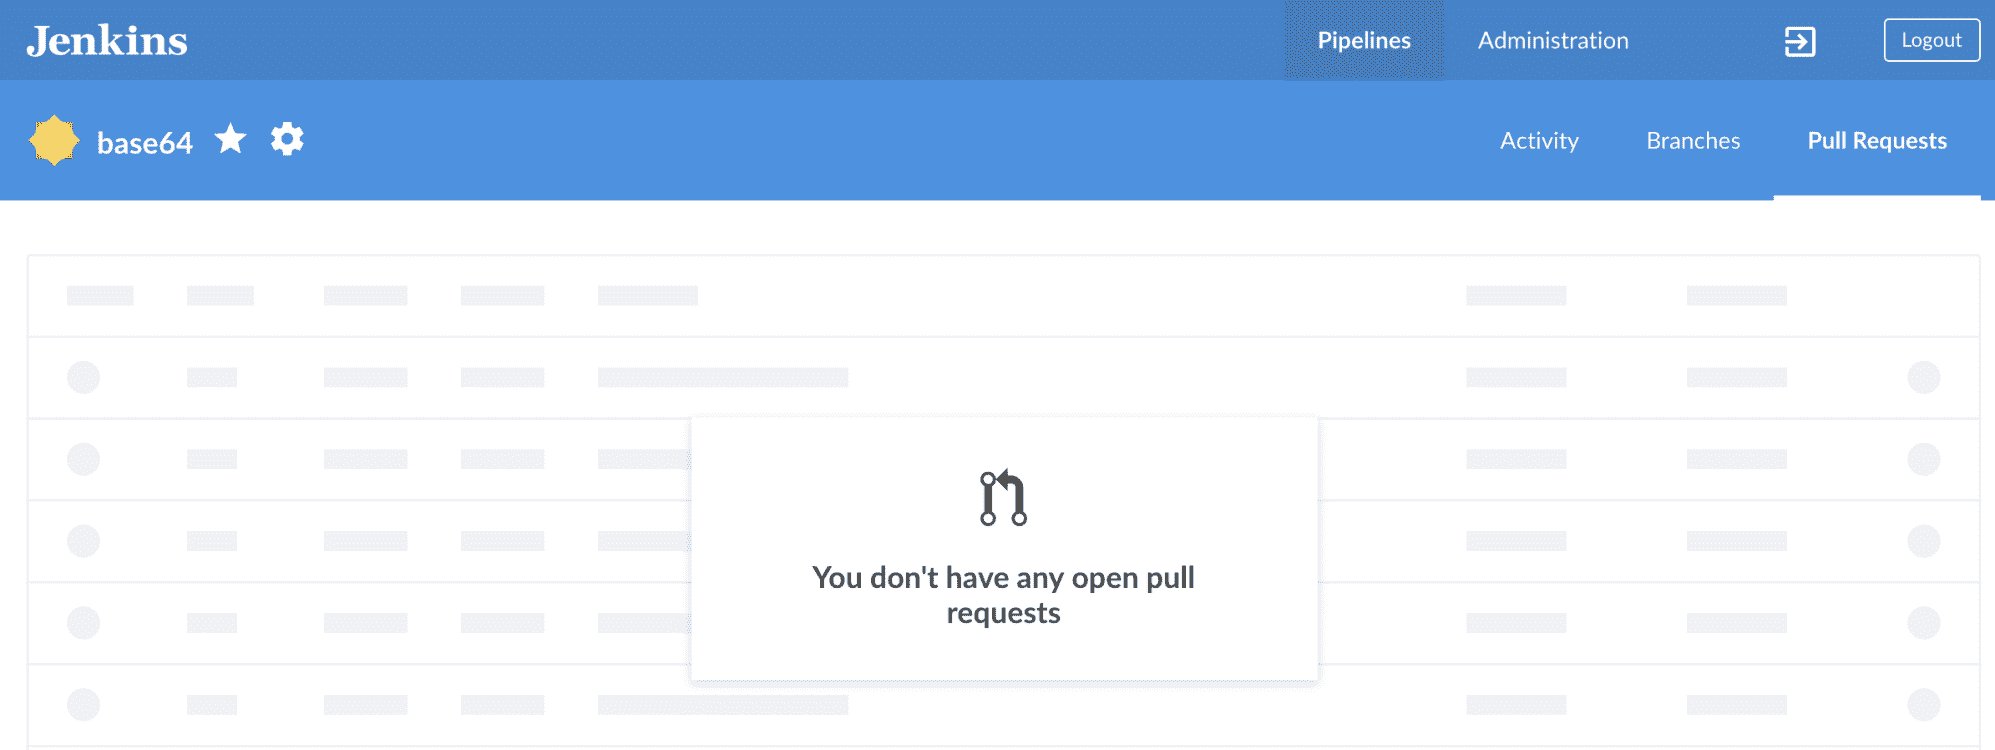 Jenkins
Pipelines
Administration
Logout
base64
Activity
Branches
Pull Requests
You don't have any open pull
requests